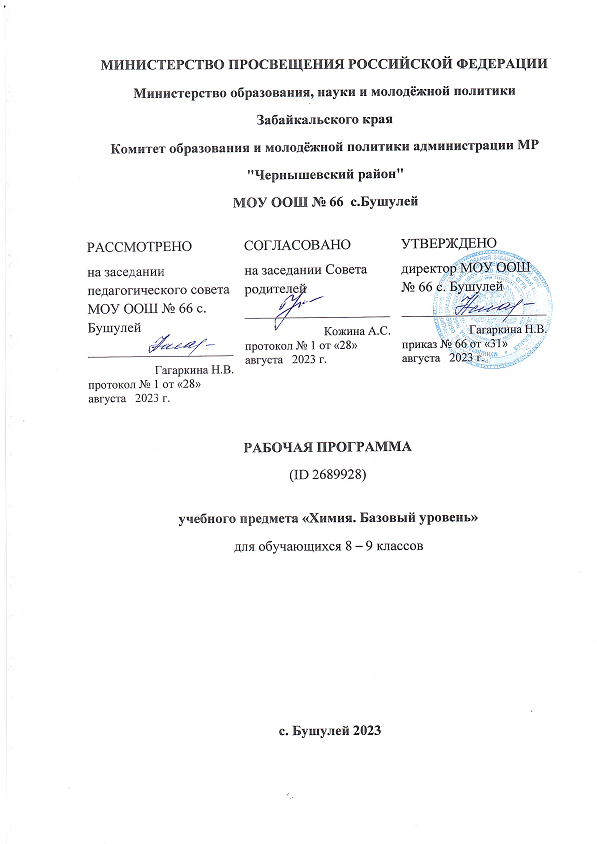 МИНИСТЕРСТВО ПРОСВЕЩЕНИЯ РОССИЙСКОЙ ФЕДЕРАЦИИ
Министерство образования, науки и молодёжной политики
Забайкальского края
Комитет образования и молодёжной политики администрации МР
"Чернышевский район"
МОУ ООШ № 66 с.Бушулей
РАССМОТРЕНО
на заседании
педагогического совета
МОУ ООШ № 66 с.
Бушулей
Гагаркина Н.В.
протокол № 1 от «28»
августа 2023 г.
СОГЛАСОВАНО
на заседании Совета
родителей
Кожина А.С.
протокол № 1 от «28»
августа 2023 г.
УТВЕРЖДЕНО
директор МОУ ООШ
№ 66 с. Бушулей
Гагаркина Н.В.
приказ № 66 от «31»
августа 2023 г.
РАБОЧАЯ ПРОГРАММА
(ID 2689928)
учебного предмета «Химия. Базовый уровень»
для обучающихся 8 – 9 классов
с. Бушулей 2023